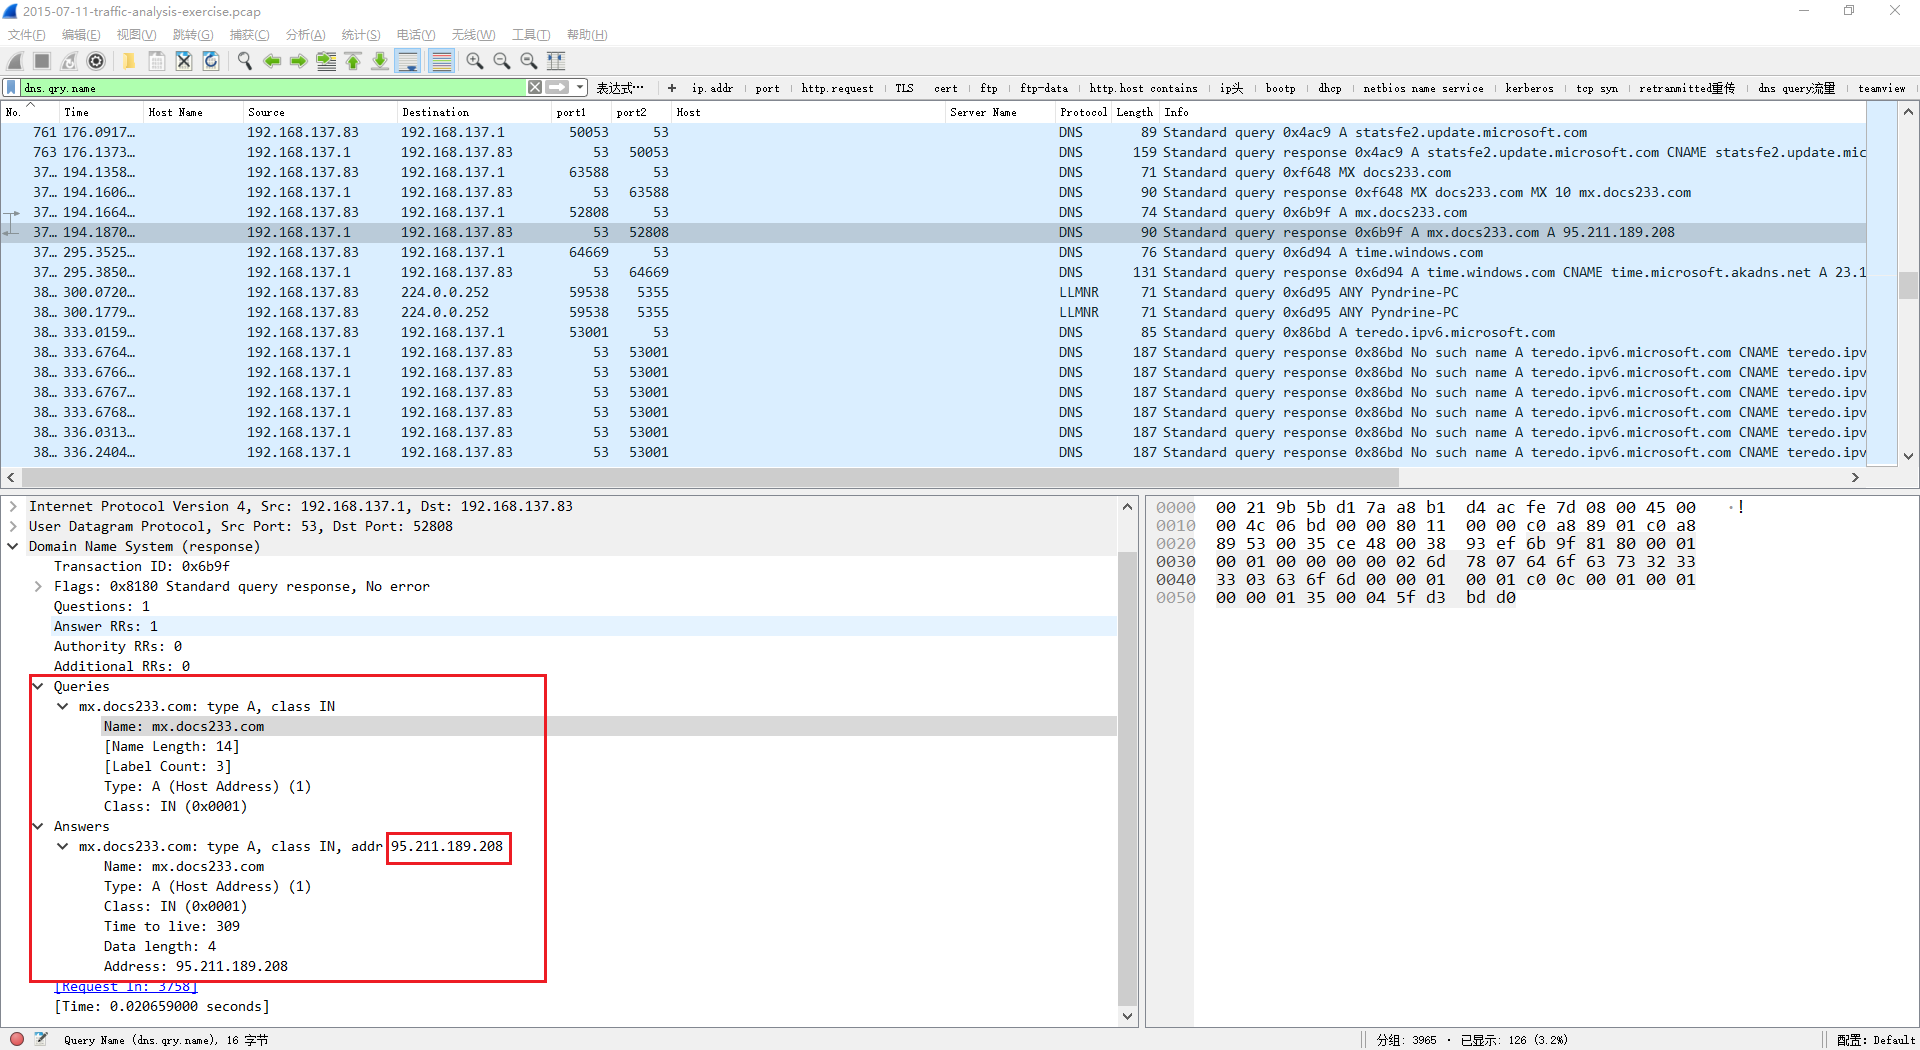 2015-07-11-traffic-analysis-exercise.pcap
文件(F) 编辑(E) 视图(V) 跳转(G) 捕获(C) 分析(A) 统计(S) 电话(Y) 无线(W) 工具(T) 帮助(H)
dns.qry.name 表达式… + ip.addr port http.request TLS cert ftp ftp-data http.host contains ip头 bootp dhcp netbios name service kerberos tcp syn retranmitted重传 dns query流量 teamview
No. Time Host Name Source Destination port1 port2 Host Server Name Protocol Length Info
761 176.0917… 192.168.137.83 192.168.137.1 50053 53 DNS 89 Standard query 0x4ac9 A statsfe2.update.microsoft.com
763 176.1373… 192.168.137.1 192.168.137.83 53 50053 DNS 159 Standard query response 0x4ac9 A statsfe2.update.microsoft.com CNAME statsfe2.update.mic
37… 194.1358… 192.168.137.83 192.168.137.1 63588 53 DNS 71 Standard query 0xf648 MX docs233.com
37… 194.1606… 192.168.137.1 192.168.137.83 53 63588 DNS 90 Standard query response 0xf648 MX docs233.com MX 10 mx.docs233.com
37… 194.1664… 192.168.137.83 192.168.137.1 52808 53 DNS 74 Standard query 0x6b9f A mx.docs233.com
37… 194.1870… 192.168.137.1 192.168.137.83 53 52808 DNS 90 Standard query response 0x6b9f A mx.docs233.com A 95.211.189.208
37… 295.3525… 192.168.137.83 192.168.137.1 64669 53 DNS 76 Standard query 0x6d94 A time.windows.com
37… 295.3850… 192.168.137.1 192.168.137.83 53 64669 DNS 131 Standard query response 0x6d94 A time.windows.com CNAME time.microsoft.akadns.net A 23.1
38… 300.0720… 192.168.137.83 224.0.0.252 59538 5355 LLMNR 71 Standard query 0x6d95 ANY Pyndrine-PC
38… 300.1779… 192.168.137.83 224.0.0.252 59538 5355 LLMNR 71 Standard query 0x6d95 ANY Pyndrine-PC
38… 333.0159… 192.168.137.83 192.168.137.1 53001 53 DNS 85 Standard query 0x86bd A teredo.ipv6.microsoft.com
38… 333.6764… 192.168.137.1 192.168.137.83 53 53001 DNS 187 Standard query response 0x86bd No such name A teredo.ipv6.microsoft.com CNAME teredo.ipv
38… 333.6766… 192.168.137.1 192.168.137.83 53 53001 DNS 187 Standard query response 0x86bd No such name A teredo.ipv6.microsoft.com CNAME teredo.ipv
38… 333.6767… 192.168.137.1 192.168.137.83 53 53001 DNS 187 Standard query response 0x86bd No such name A teredo.ipv6.microsoft.com CNAME teredo.ipv
38… 333.6768… 192.168.137.1 192.168.137.83 53 53001 DNS 187 Standard query response 0x86bd No such name A teredo.ipv6.microsoft.com CNAME teredo.ipv
38… 336.0313… 192.168.137.1 192.168.137.83 53 53001 DNS 187 Standard query response 0x86bd No such name A teredo.ipv6.microsoft.com CNAME teredo.ipv
38… 336.2404… 192.168.137.1 192.168.137.83 53 53001 DNS 187 Standard query response 0x86bd No such name A teredo.ipv6.microsoft.com CNAME teredo.ipv
Internet Protocol Version 4, Src: 192.168.137.1, Dst: 192.168.137.83
User Datagram Protocol, Src Port: 53, Dst Port: 52808
Domain Name System (response)
Transaction ID: 0x6b9f
Flags: 0x8180 Standard query response, No error
Questions: 1
Answer RRs: 1
Authority RRs: 0
Additional RRs: 0
Queries
mx.docs233.com: type A, class IN
Name: mx.docs233.com
[Name Length: 14]
[Label Count: 3]
Type: A (Host Address) (1)
Class: IN (0x0001)
Answers
mx.docs233.com: type A, class IN, addr 95.211.189.208
Name: mx.docs233.com
Type: A (Host Address) (1)
Class: IN (0x0001)
Time to live: 309
Data length: 4
Address: 95.211.189.208
[Request In: 3758]
[Time: 0.020659000 seconds]
0000 00 21 9b 5b d1 7a a8 b1 d4 ac fe 7d 08 00 45 00 ·!
0010 00 4c 06 bd 00 00 80 11 00 00 c0 a8 89 01 c0 a8
0020 89 53 00 35 ce 48 00 38 93 ef 6b 9f 81 80 00 01
0030 00 01 00 00 00 00 02 6d 78 07 64 6f 63 73 32 33
0040 33 03 63 6f 6d 00 00 01 00 01 c0 0c 00 01 00 01
0050 00 00 01 35 00 04 5f d3 bd d0
Query Name (dns.qry.name), 16 字节 分组: 3965 · 已显示: 126 (3.2%) 配置: Default